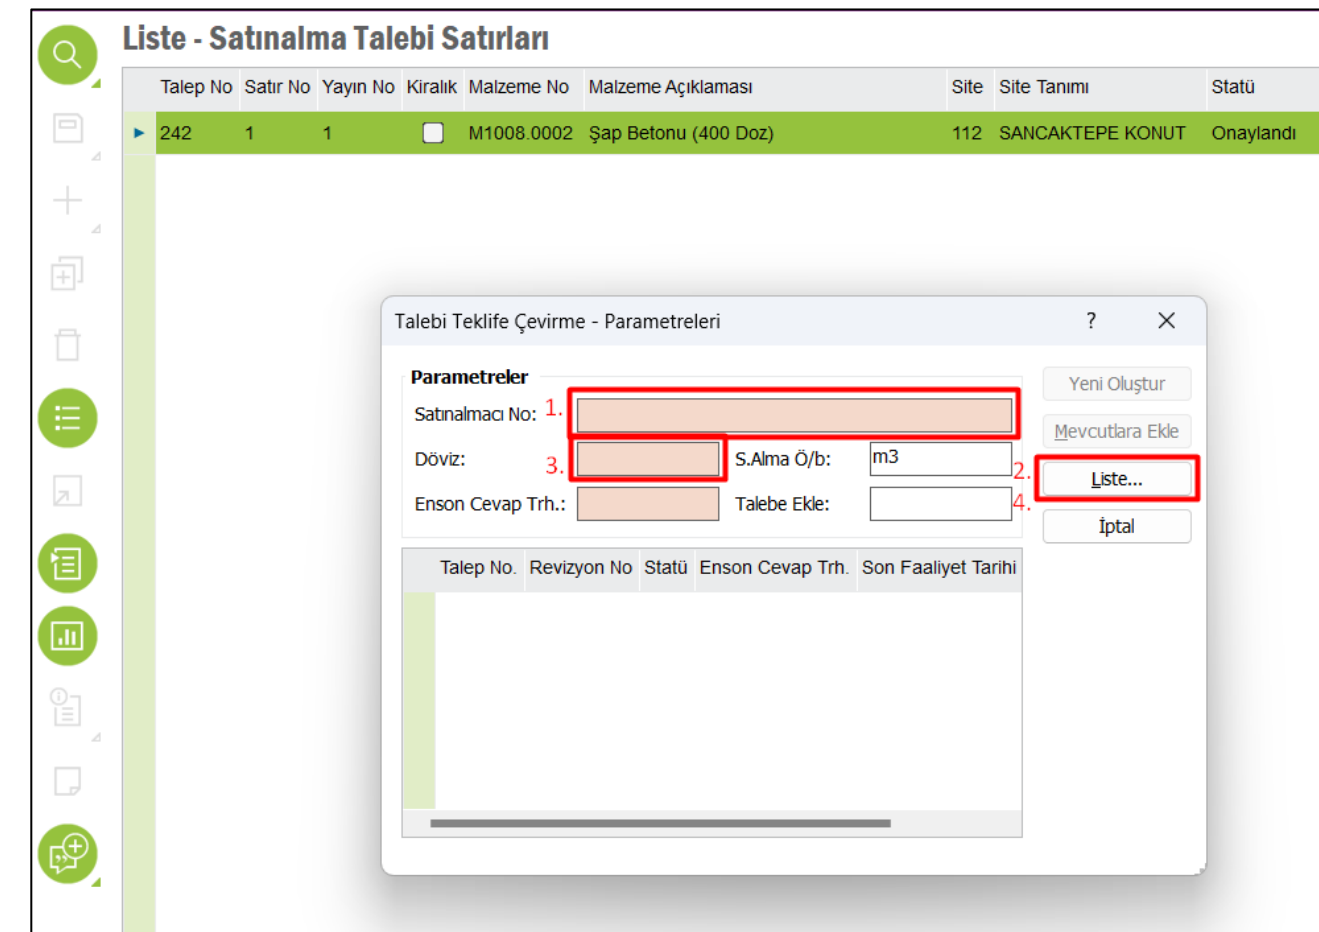 Liste - Satınalma Talebi Satırları
Talep No Satır No Yayın No Kiralık Malzeme No Malzeme Açıklaması Site Site Tanımı Statü
242 1 1 M1008.0002 Şap Betonu (400 Doz) 112 SANCAKTEPE KONUT Onaylandı
Talebi Teklife Çevirme - Parametreleri ?
Parametreler
Yeni Oluştur
Satınalmacı No: 1.
Mevcutlara Ekle
Döviz: 3. S.Alma Ö/b: m3
2. Liste...
Enson Cevap Trh.: Talebe Ekle: 4.
İptal
Talep No. Revizyon No Statü Enson Cevap Trh. Son Faaliyet Tarihi